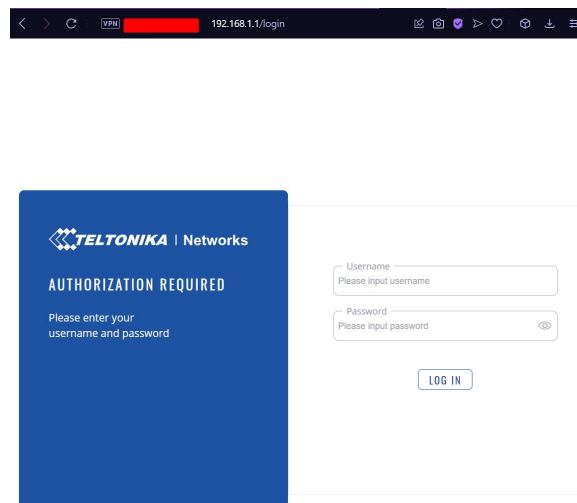 VPN 192.168.1.1/login
TELTONIKA | Networks
AUTHORIZATION REQUIRED
Please enter your
username and password
Username
Please input username
Password
Please input password
LOG IN